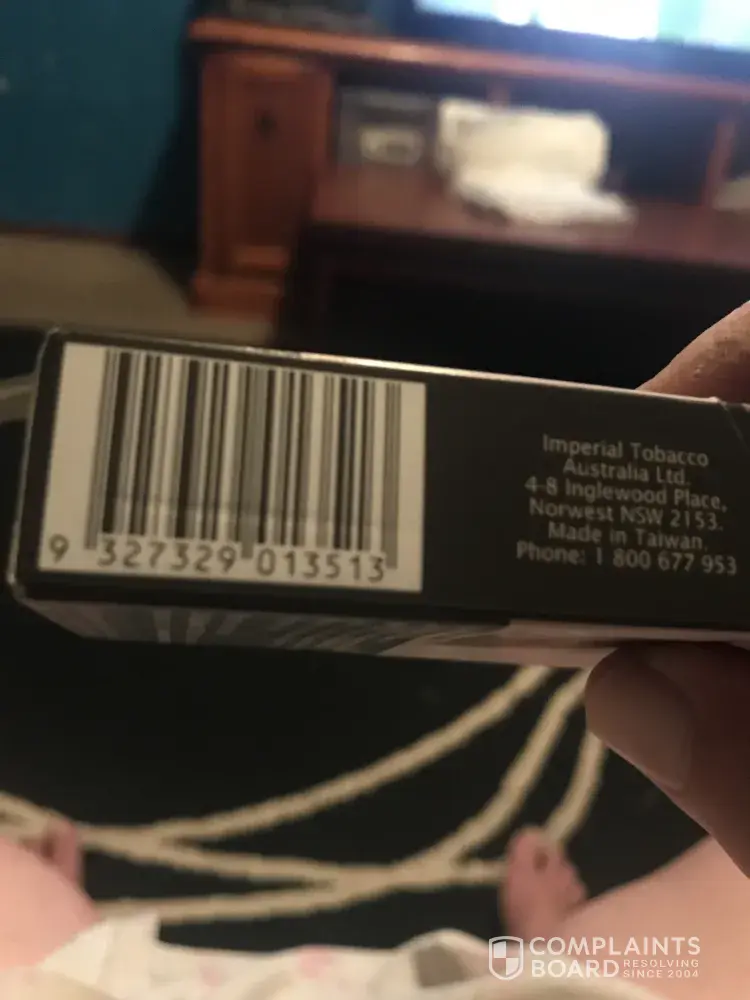 9 327329 013513
Imperial Tobacco
Australia Ltd.
4-8 Inglewood Place,
Norwest NSW 2153.
Made in Taiwan.
Phone: 1 800 677 953
COMPLAINTS
BOARD RESOLVING
SINCE 2004